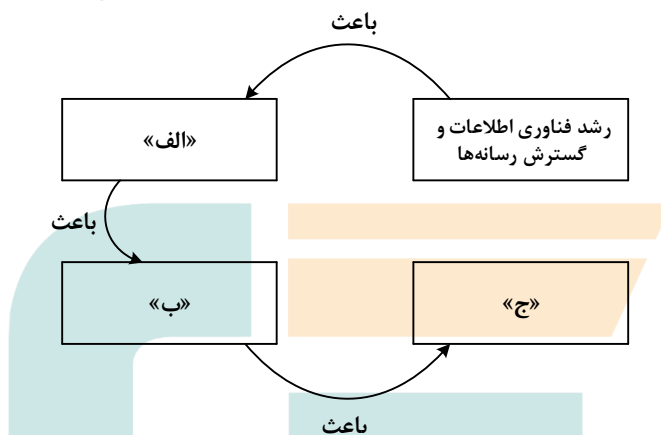 باعث
رشد فناوری اطلاعات و
گسترش رسانه‌ها
«الف»
باعث
«ب»
«ج»
باعث